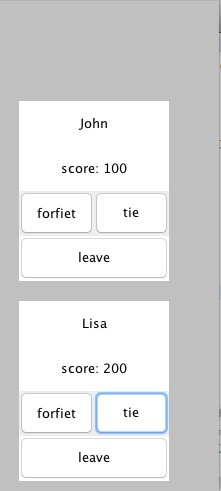 John
score: 100
forfiet tie
leave
Lisa
score: 200
forfiet tie
leave